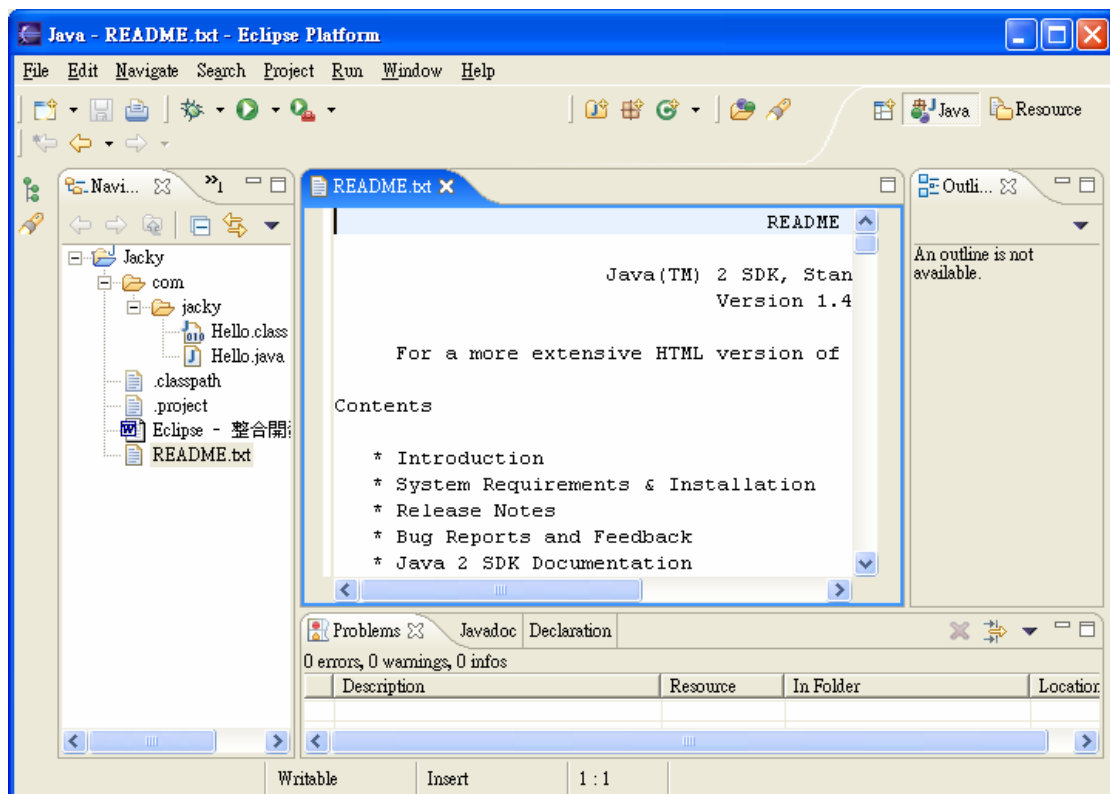 Java - README.txt - Eclipse Platform
File Edit Navigate Search Project Run Window Help
Java Resource
Navi... »1
README.txt
Outli...
README
Java(TM) 2 SDK, Stan
Version 1.4
For a more extensive HTML version of
Contents
* Introduction
* System Requirements & Installation
* Release Notes
* Bug Reports and Feedback
* Java 2 SDK Documentation
Jacky
com
jacky
Hello.class
Hello.java
.classpath
.project
Eclipse - 整合開
README.txt
An outline is not
available.
Problems Javadoc Declaration
0 errors, 0 warnings, 0 infos
Description Resource In Folder Location
Writable Insert 1 : 1